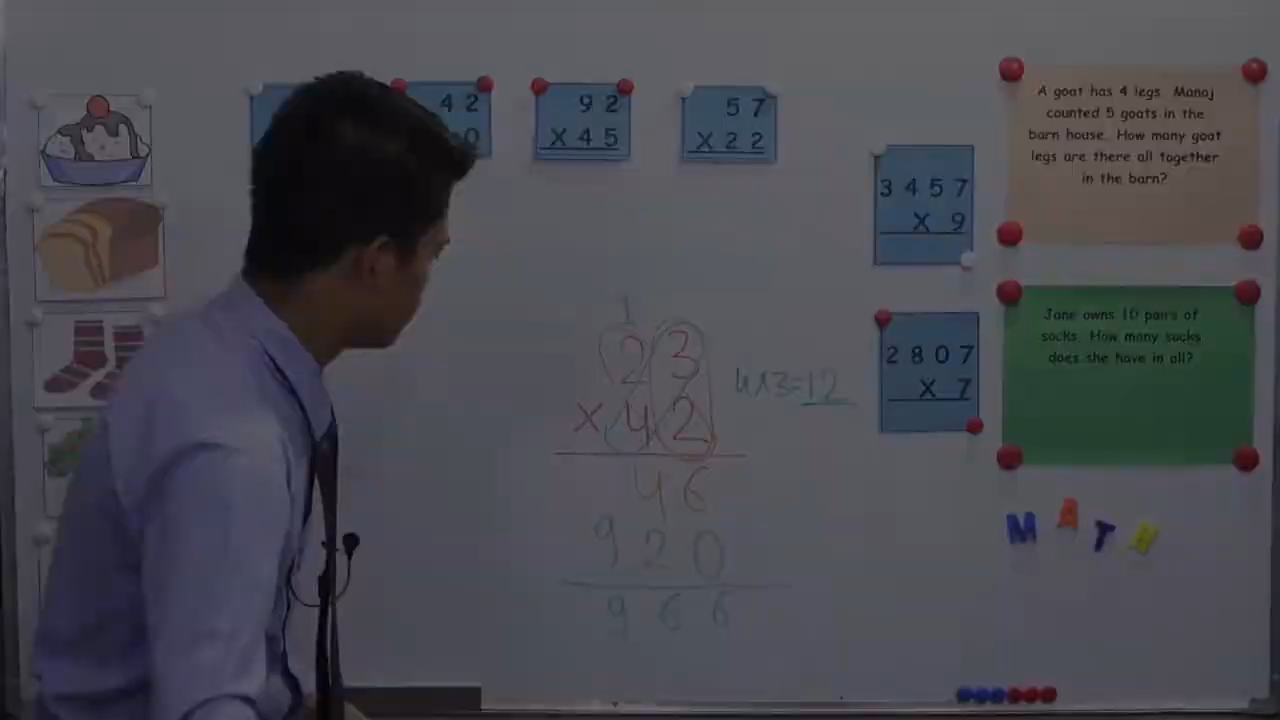 4 2
0
9 2
X 4 5
5 7
X 2 2
3 4 5 7
X 9
2 8 0 7
X 7
A goat has 4 legs. Manoj
counted 5 goats in the
barn house. How many goat
legs are there all together
in the barn?
Jane owns 10 pairs of
socks. How many socks
does she have in all?
1
2 3
x 4 2
4 6
9 2 0
9 6 6
4x3=12
M A T H